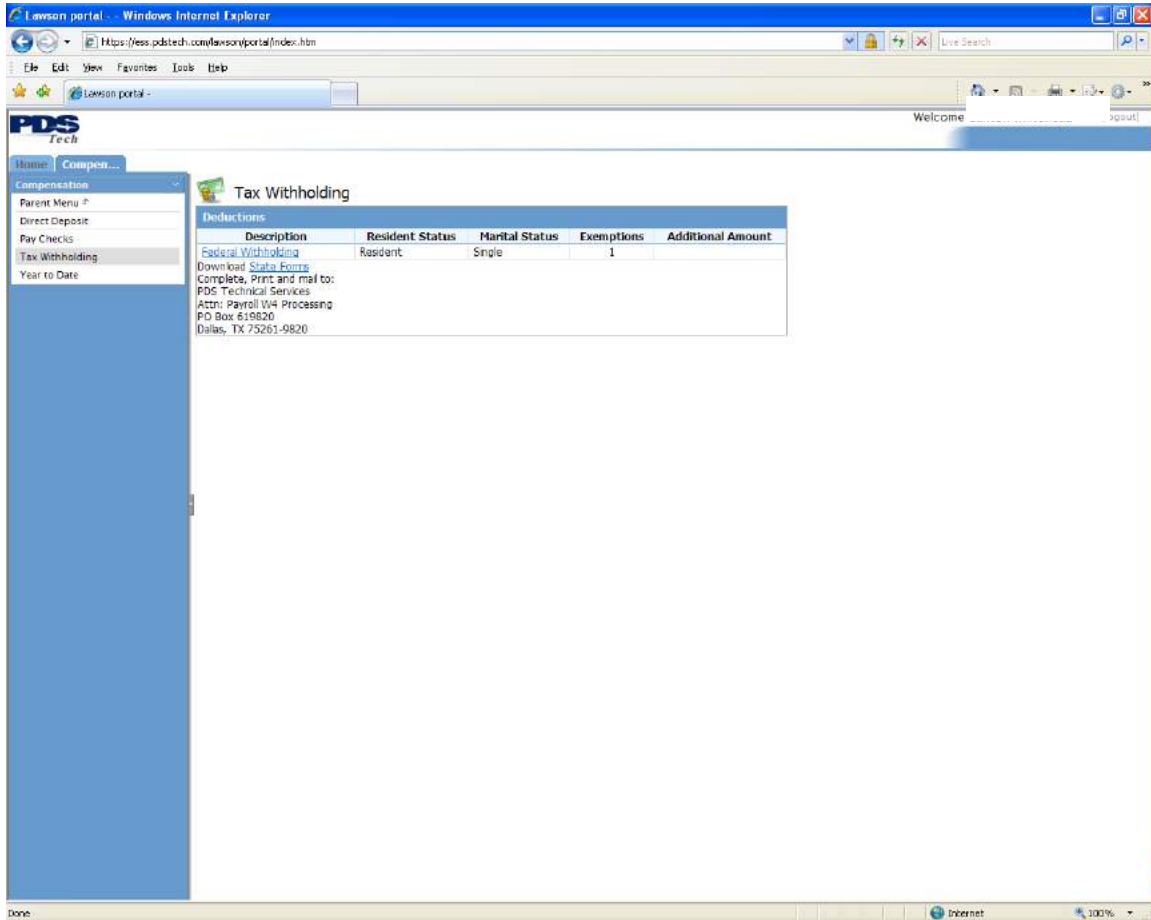 Lawson portal - - Windows Internet Explorer
https://ess.pdstech.com/lawson/portal/index.htm
Live Search
File Edit View Favorites Tools Help
Lawson portal -
PDS
Tech
Welcome
Home Compen...
Compensation
Parent Menu
Direct Deposit
Pay Checks
Tax Withholding
Year to Date
Tax Withholding
Deductions
Description Resident Status Marital Status Exemptions Additional Amount
Federal Withholding Resident Single 1
Download State Forms
Complete, Print and mail to:
PDS Technical Services
Attn: Payroll W4 Processing
PO Box 619820
Dallas, TX 75261-9820
Done
Internet
100%